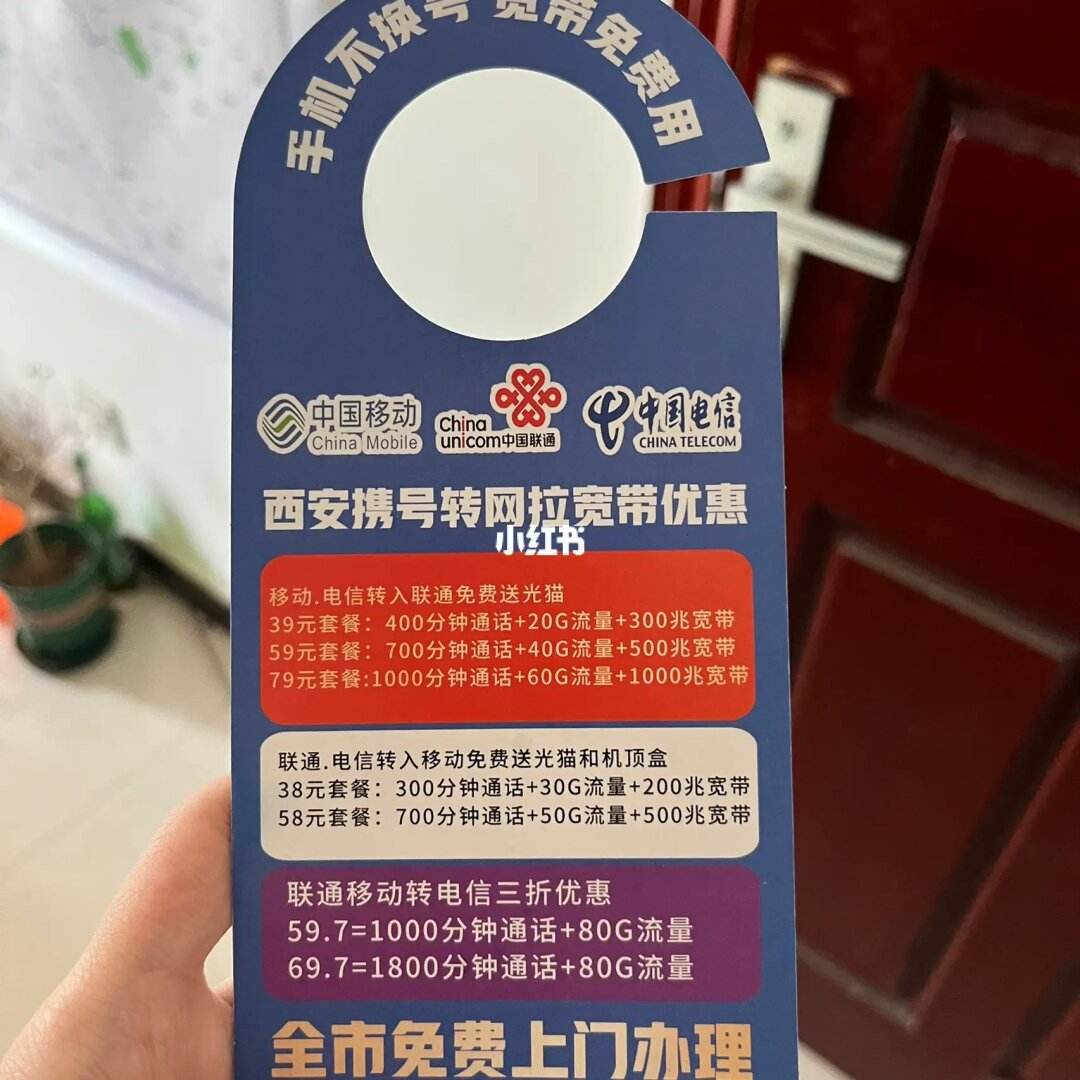 手机不换号 宽带免费用
中国移动
China Mobile
China
unicom中国联通
中国电信
CHINA TELECOM
西安携号转网拉宽带优惠
小红书
移动.电信转入联通免费送光猫
39元套餐：400分钟通话+20G流量+300兆宽带
59元套餐：700分钟通话+40G流量+500兆宽带
79元套餐:1000分钟通话+60G流量+1000兆宽带
联通.电信转入移动免费送光猫和机顶盒
38元套餐：300分钟通话+30G流量+200兆宽带
58元套餐：700分钟通话+50G流量+500兆宽带
联通移动转电信三折优惠
59.7=1000分钟通话+80G流量
69.7=1800分钟通话+80G流量
全市免费上门办理